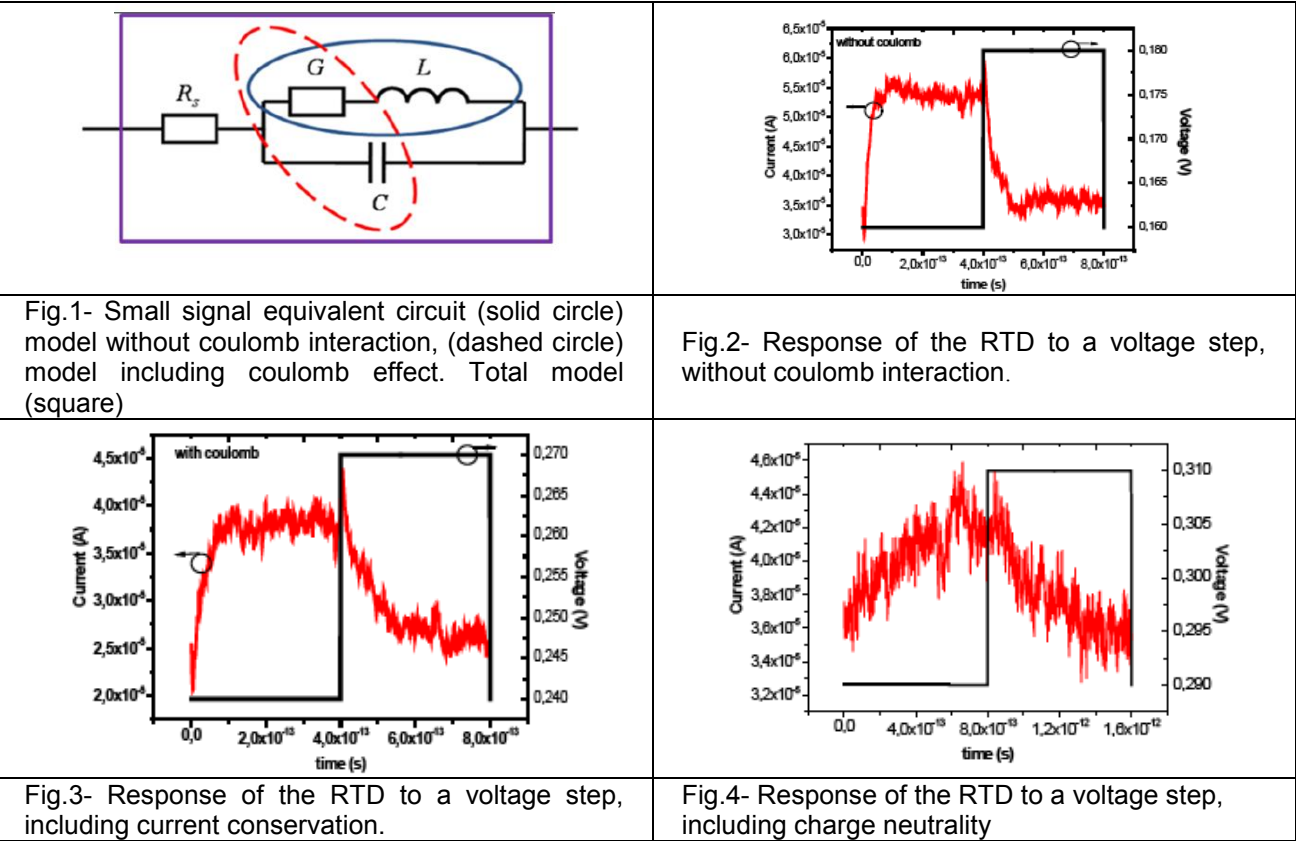 R_s
G
L
C
Fig.1- Small signal equivalent circuit (solid circle)
model without coulomb interaction, (dashed circle)
model including coulomb effect. Total model
(square)
without coulomb
6,5x10⁻⁵
6,0x10⁻⁵
5,5x10⁻⁵
5,0x10⁻⁵
4,5x10⁻⁵
4,0x10⁻⁵
3,5x10⁻⁵
3,0x10⁻⁵
Current (A)
0,180
0,175
0,170
0,165
0,160
Voltage (V)
0,0 2,0x10⁻¹³ 4,0x10⁻¹³ 6,0x10⁻¹³ 8,0x10⁻¹³
time (s)
Fig.2- Response of the RTD to a voltage step,
without coulomb interaction.
with coulomb
4,5x10⁻⁵
4,0x10⁻⁵
3,5x10⁻⁵
3,0x10⁻⁵
2,5x10⁻⁵
2,0x10⁻⁵
Current (A)
0,270
0,265
0,260
0,255
0,250
0,245
0,240
Voltage (V)
0,0 2,0x10⁻¹³ 4,0x10⁻¹³ 6,0x10⁻¹³ 8,0x10⁻¹³
time (s)
Fig.3- Response of the RTD to a voltage step,
including current conservation.
4,6x10⁻⁵
4,4x10⁻⁵
4,2x10⁻⁵
4,0x10⁻⁵
3,8x10⁻⁵
3,6x10⁻⁵
3,4x10⁻⁵
3,2x10⁻⁵
Current (A)
0,310
0,305
0,300
0,295
0,290
Voltage (V)
0,0 4,0x10⁻¹³ 8,0x10⁻¹³ 1,2x10⁻¹² 1,6x10⁻¹²
time (s)
Fig.4- Response of the RTD to a voltage step,
including charge neutrality